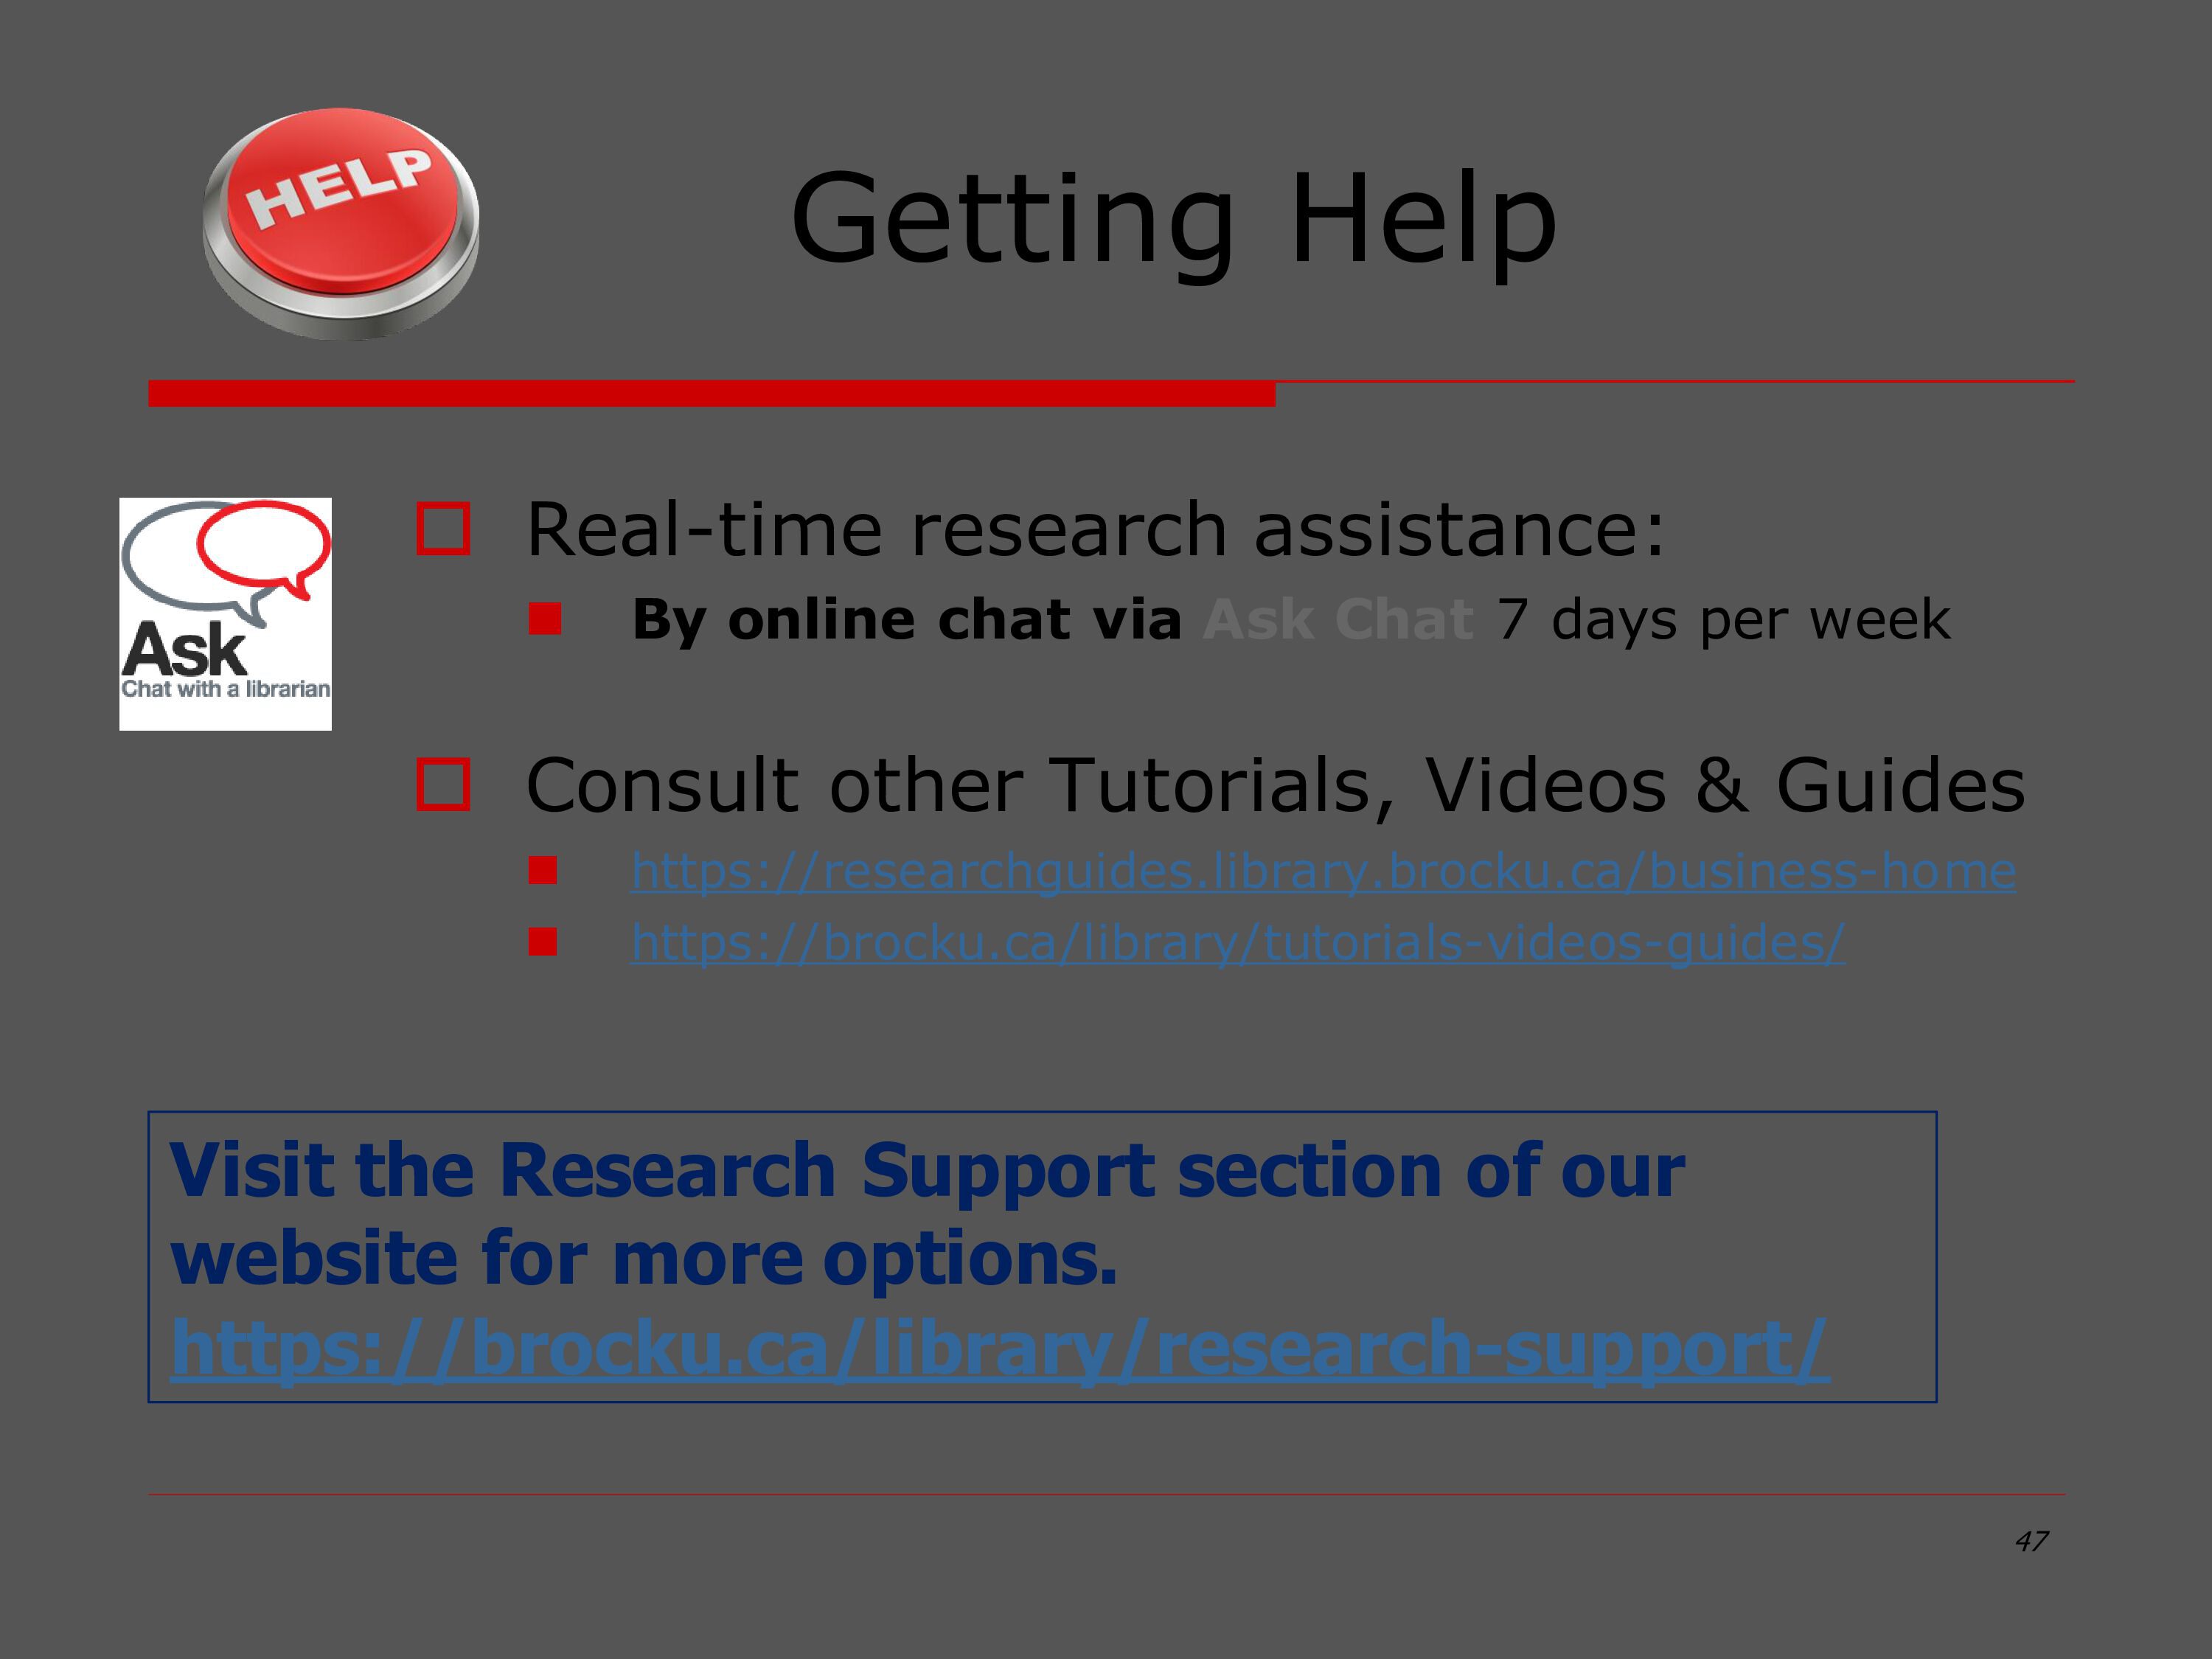 HELP
Getting Help
Real-time research assistance:
By online chat via Ask Chat 7 days per week
Ask
Chat with a librarian
Consult other Tutorials, Videos & Guides
https://researchguides.library.brocku.ca/business-home
https://brocku.ca/library/tutorials-videos-guides/
Visit the Research Support section of our
website for more options.
https://brocku.ca/library/research-support/
47